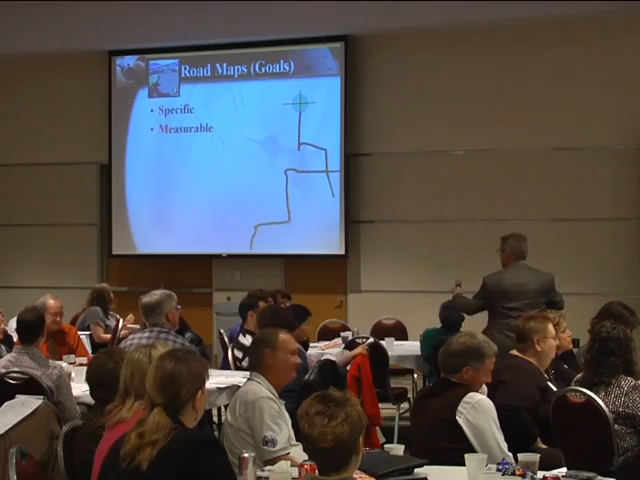 Road Maps (Goals)
• Specific
• Measurable